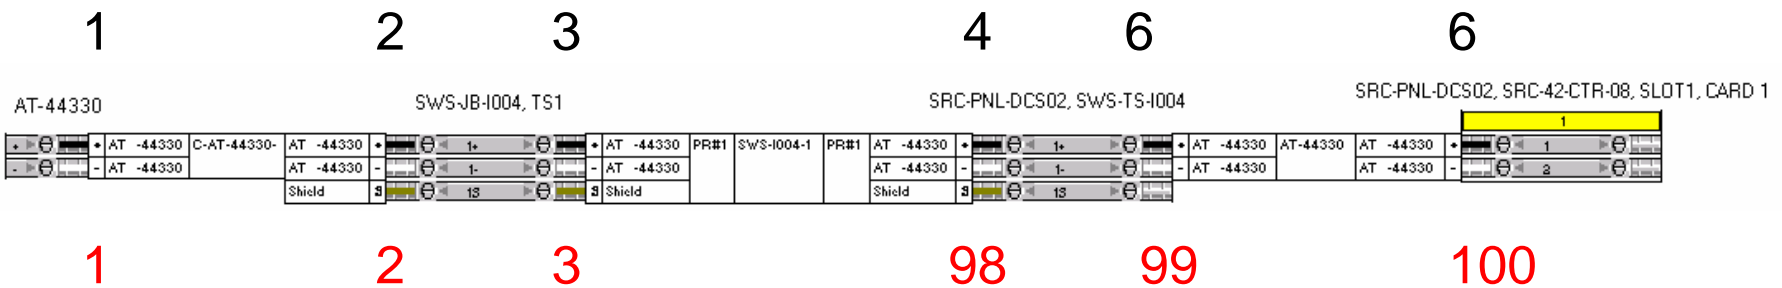 1 2 3 4 6 6
AT-44330 SWS-JB-I004, TS1 SRC-PNL-DCS02, SWS-TS-I004 SRC-PNL-DCS02, SRC-42-CTR-08, SLOT1, CARD 1
1
+ + AT -44330 C-AT-44330- AT -44330 + 1+ + AT -44330 PR#1 SWS-I004-1 PR#1 AT -44330 + 1+ + AT -44330 AT-44330 AT -44330 + 1
- - AT -44330 AT -44330 - 1- - AT -44330 AT -44330 - 1- - AT -44330 AT -44330 - 2
Shield S 1S S Shield Shield S 1S
1 2 3 98 99 100